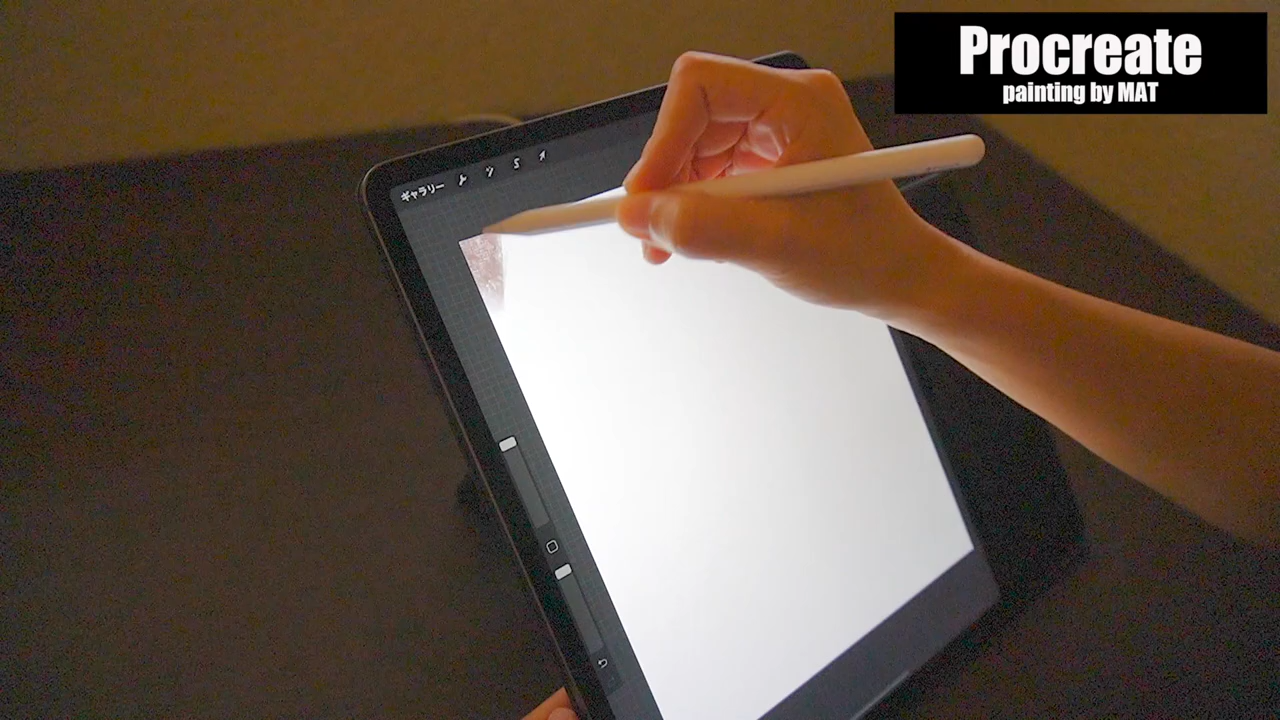 Procreate
painting by MAT
ギャラリー